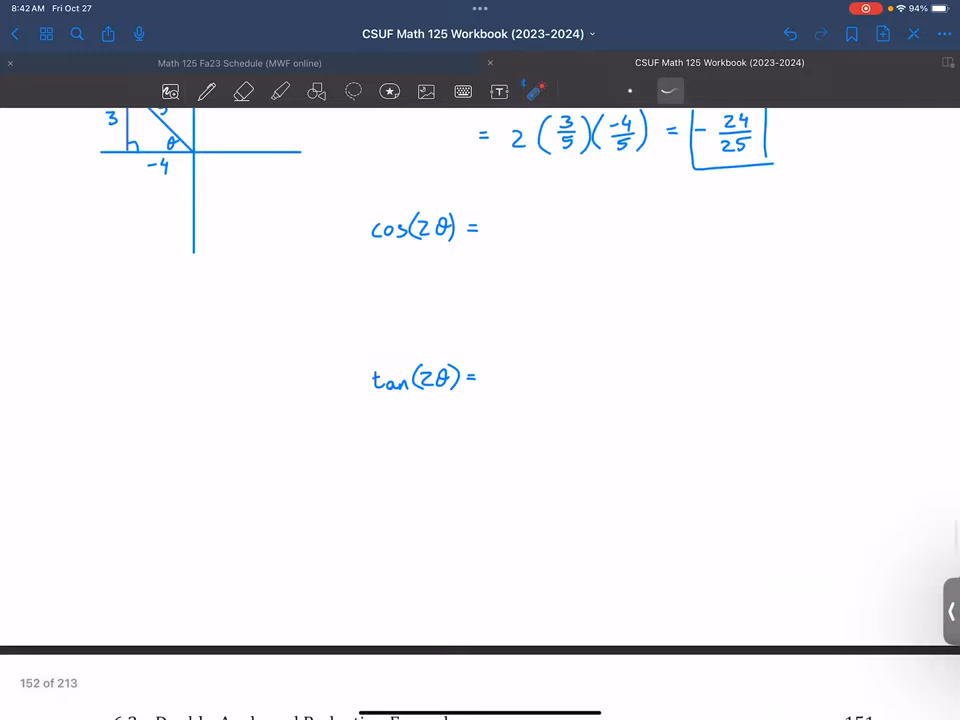 8:42 AM Fri Oct 27
94%
CSUF Math 125 Workbook (2023-2024)
Math 125 Fa23 Schedule (MWF online)
CSUF Math 125 Workbook (2023-2024)
3 5 θ
-4
= 2 (3/5)(-4/5) = - 24/25
cos(2θ) =
tan(2θ) =
152 of 213
151